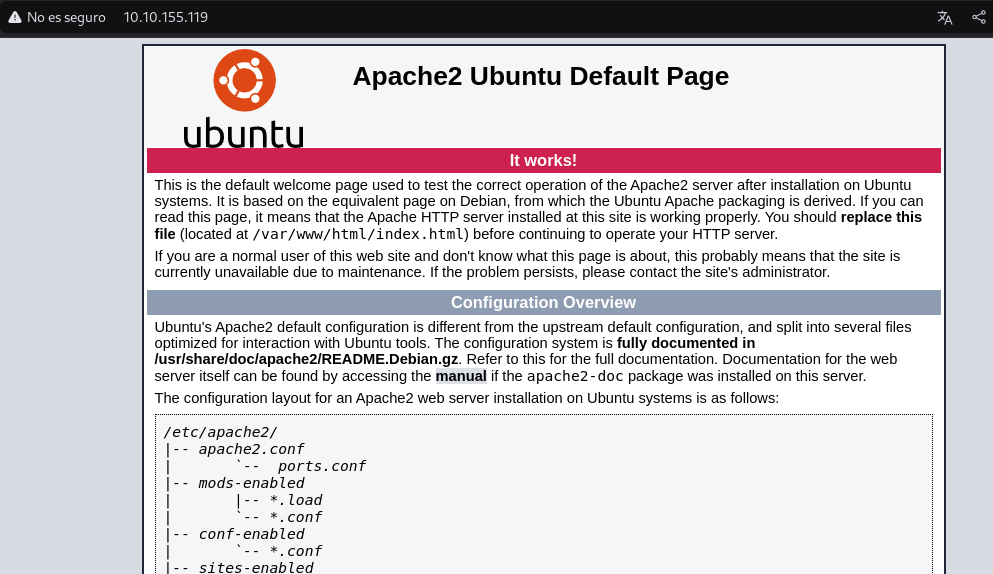 No es seguro 10.10.155.119
ubuntu
Apache2 Ubuntu Default Page
It works!
This is the default welcome page used to test the correct operation of the Apache2 server after installation on Ubuntu
systems. It is based on the equivalent page on Debian, from which the Ubuntu Apache packaging is derived. If you can
read this page, it means that the Apache HTTP server installed at this site is working properly. You should replace this
file (located at /var/www/html/index.html) before continuing to operate your HTTP server.
If you are a normal user of this web site and don't know what this page is about, this probably means that the site is
currently unavailable due to maintenance. If the problem persists, please contact the site's administrator.
Configuration Overview
Ubuntu's Apache2 default configuration is different from the upstream default configuration, and split into several files
optimized for interaction with Ubuntu tools. The configuration system is fully documented in
/usr/share/doc/apache2/README.Debian.gz. Refer to this for the full documentation. Documentation for the web
server itself can be found by accessing the manual if the apache2-doc package was installed on this server.
The configuration layout for an Apache2 web server installation on Ubuntu systems is as follows:
/etc/apache2/
|-- apache2.conf
|       `--  ports.conf
|-- mods-enabled
|       |-- *.load
|       `-- *.conf
|-- conf-enabled
|       `-- *.conf
|-- sites-enabled